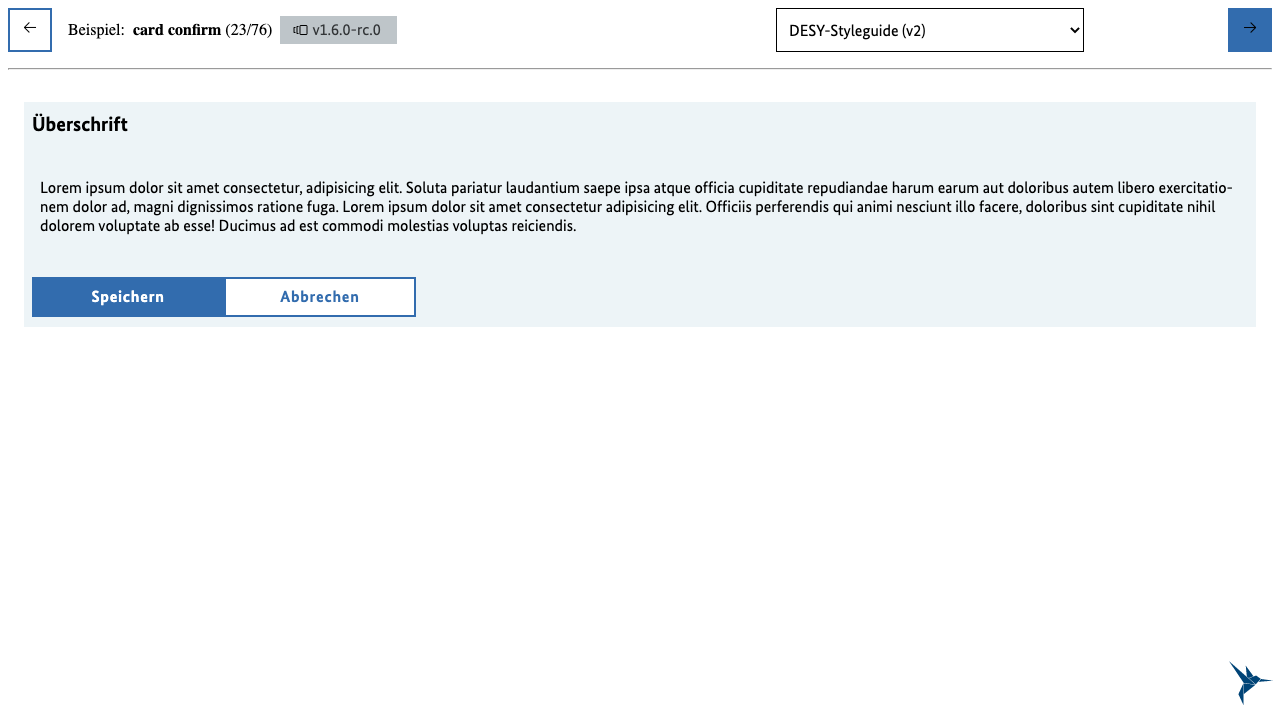 Beispiel: card confirm (23/76) v1.6.0-rc.0 DESY-Styleguide (v2)
Überschrift
Lorem ipsum dolor sit amet consectetur, adipisicing elit. Soluta pariatur laudantium saepe ipsa atque officia cupiditate repudiandae harum earum aut doloribus autem libero exercitatio-
nem dolor ad, magni dignissimos ratione fuga. Lorem ipsum dolor sit amet consectetur adipisicing elit. Officiis perferendis qui animi nesciunt illo facere, doloribus sint cupiditate nihil
dolorem voluptate ab esse! Ducimus ad est commodi molestias voluptas reiciendis.
Speichern Abbrechen